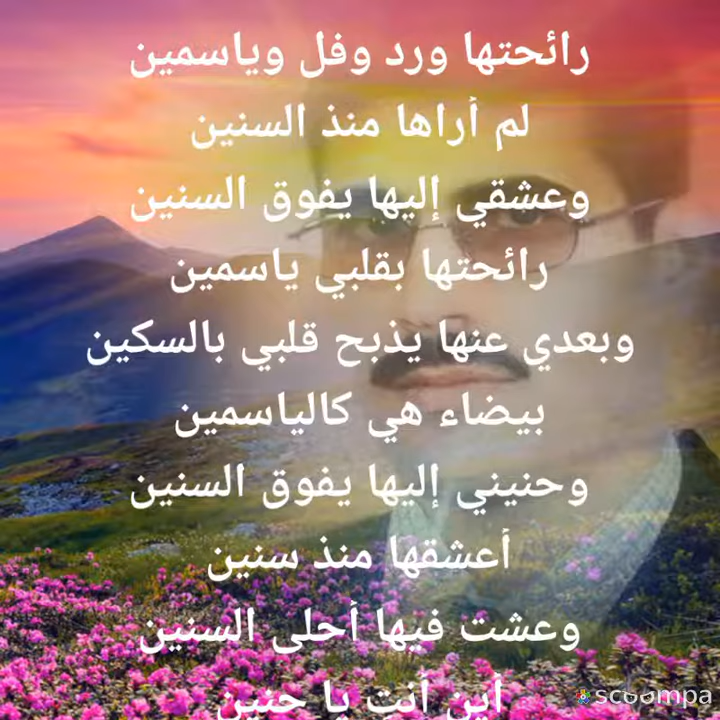 رائحتها ورد وفل وياسمين
لم أراها منذ السنين
وعشقي إليها يفوق السنين
رائحتها بقلبي ياسمين
وبعدي عنها يذبح قلبي بالسكين
بيضاء هي كالياسمين
وحنيني إليها يفوق السنين
أعشقها منذ سنين
وعشت فيها أحلى السنين
أين أنتِ يا حنين
scoompa